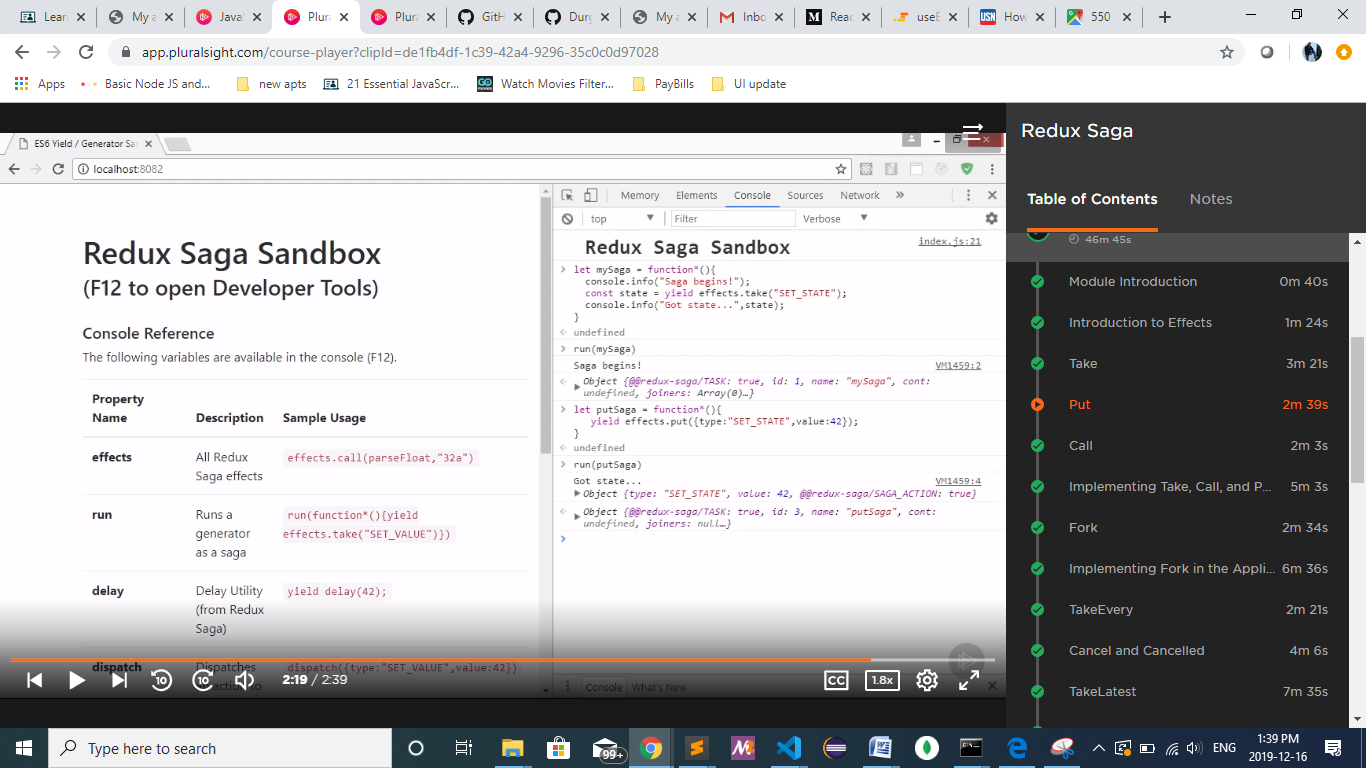 Learn
My a
Java
Plura
Plura
GitH
Durg
My a
Inbo
Reac
useE
How
550
app.pluralsight.com/course-player?clipId=de1fb4df-1c39-42a4-9296-35c0c0d97028
Apps
Basic Node JS and...
new apts
21 Essential JavaScr...
Watch Movies Filter...
PayBills
UI update
ES6 Yield / Generator Sa
localhost:8082
Redux Saga Sandbox
(F12 to open Developer Tools)
Console Reference
The following variables are available in the console (F12).
Property Name Description Sample Usage
effects All Redux Saga effects effects.call(parseFloat,"32a")
run Runs a generator as a saga run(function*(){yield effects.take("SET_VALUE")})
delay Delay Utility (from Redux Saga) yield delay(42);
dispatch Dispatches dispatch({type:"SET_VALUE",value:42})
Memory Elements Console Sources Network »
top Filter Verbose
Redux Saga Sandbox index.js:21
let mySaga = function*(){
console.info("Saga begins!");
const state = yield effects.take("SET_STATE");
console.info("Got state...",state);
}
undefined
run(mySaga)
Saga begins! VM1459:2
Object {@@redux-saga/TASK: true, id: 1, name: "mySaga", cont:
undefined, joiners: Array(0)…}
let putSaga = function*(){
yield effects.put({type:"SET_STATE",value:42});
}
undefined
run(putSaga)
Got state... VM1459:4
Object {type: "SET_STATE", value: 42, @@redux-saga/SAGA_ACTION: true}
Object {@@redux-saga/TASK: true, id: 3, name: "putSaga", cont:
undefined, joiners: null…}
Console What's New
10 10 2:19 / 2:39 CC 1.8x
Redux Saga
Table of Contents Notes
46m 45s
Module Introduction 0m 40s
Introduction to Effects 1m 24s
Take 3m 21s
Put 2m 39s
Call 2m 3s
Implementing Take, Call, and P... 5m 3s
Fork 2m 34s
Implementing Fork in the Appli... 6m 36s
TakeEvery 2m 21s
Cancel and Cancelled 4m 6s
TakeLatest 7m 35s
Type here to search
99+
ENG
1:39 PM
2019-12-16